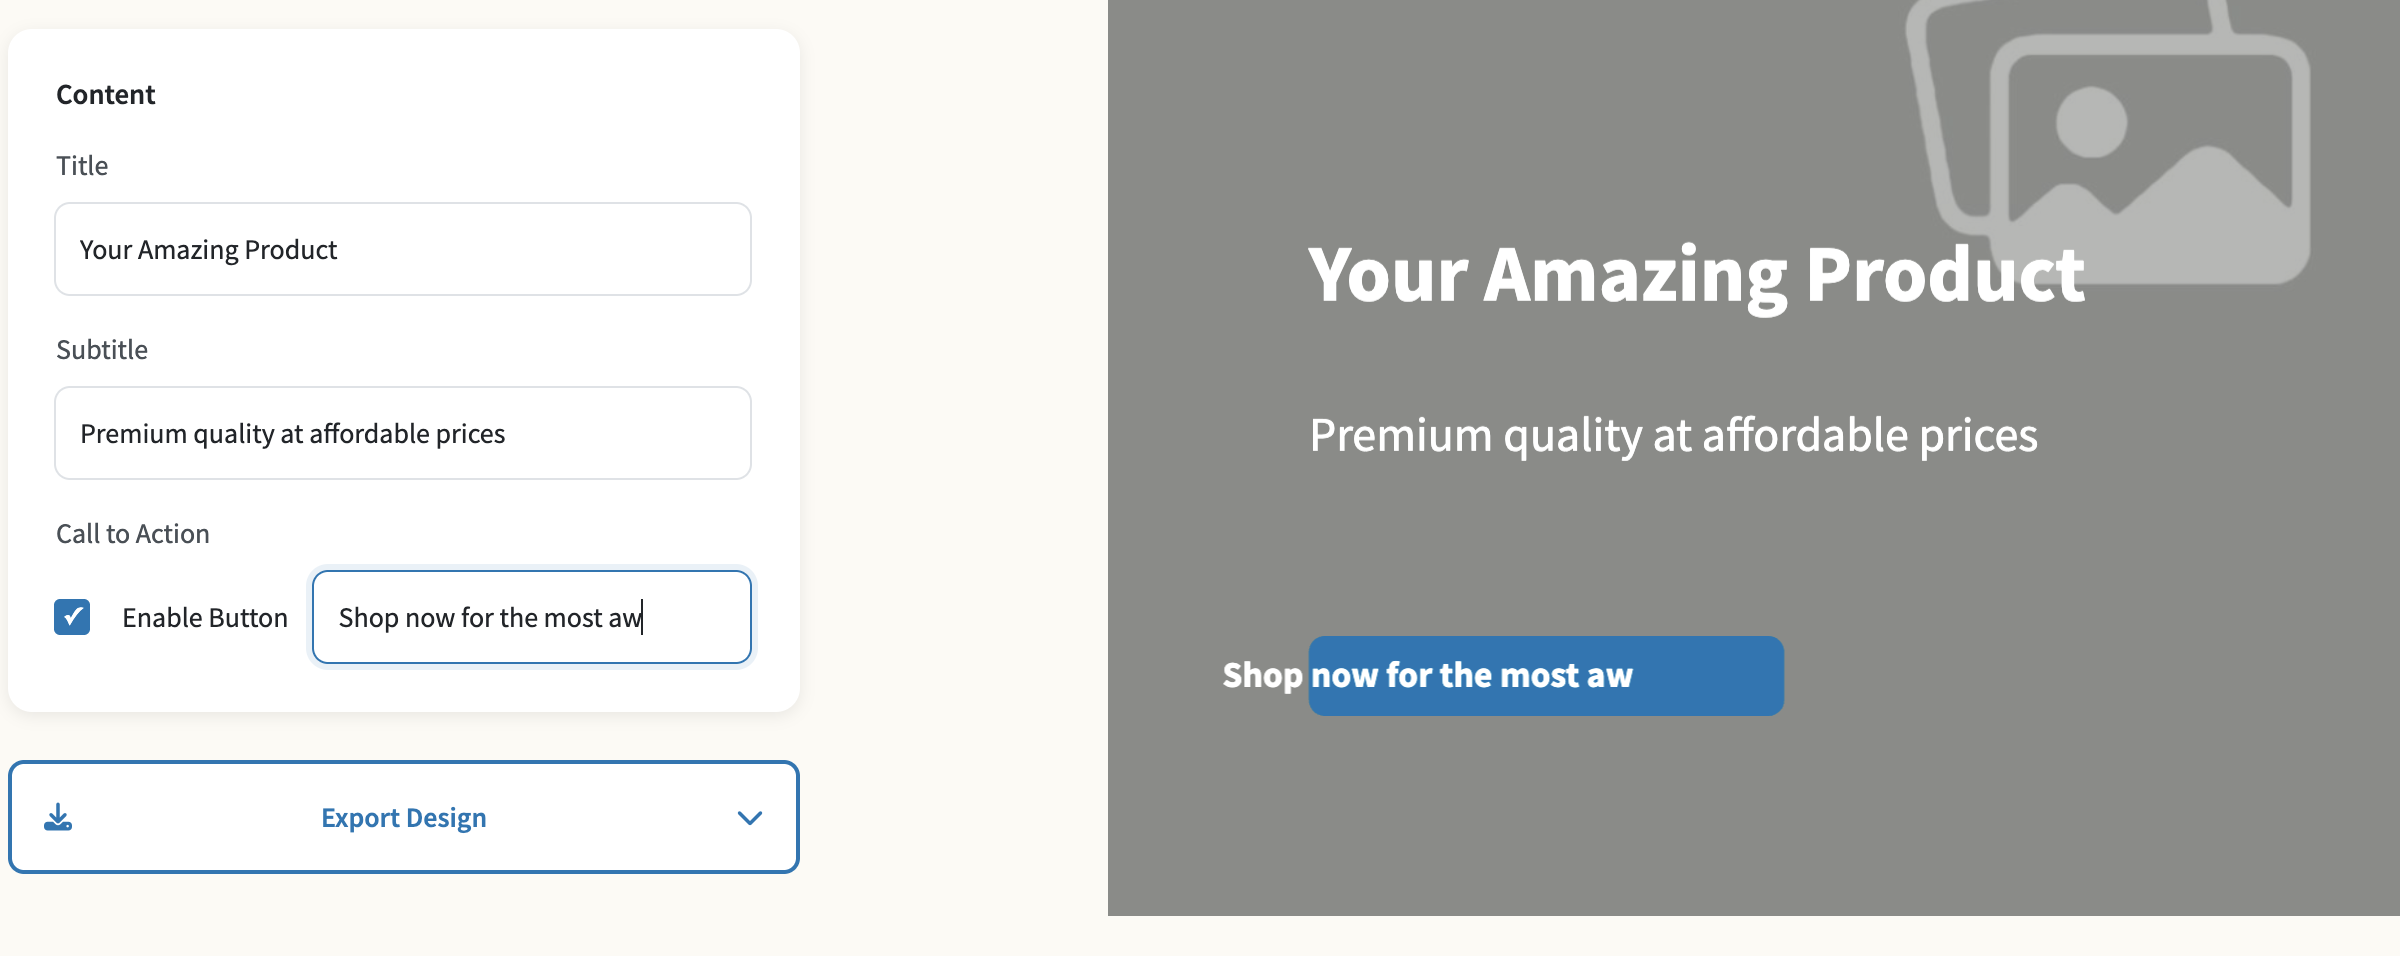 Content
Title
Your Amazing Product
Subtitle
Premium quality at affordable prices
Call to Action
Enable Button
Shop now for the most aw
Export Design
Your Amazing Product
Premium quality at affordable prices
Shop now for the most aw